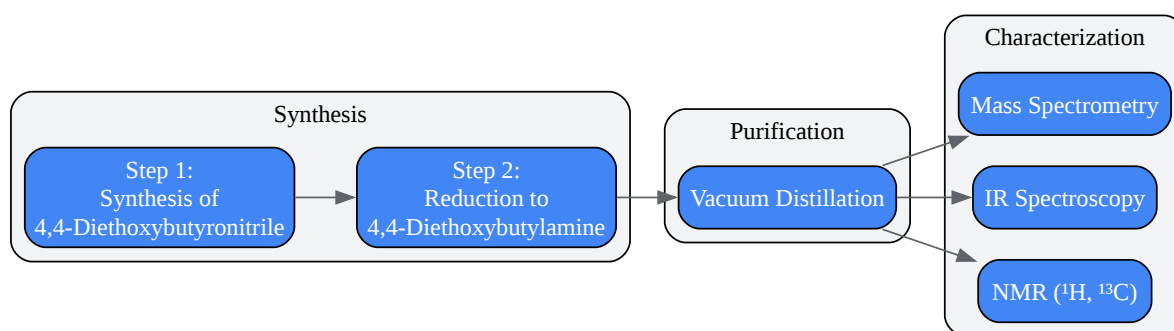 Synthesis
Step 1:
Synthesis of
4,4-Diethoxybutyronitrile
Step 2:
Reduction to
4,4-Diethoxybutylamine
Purification
Vacuum Distillation
Characterization
Mass Spectrometry
IR Spectroscopy
NMR (¹H, ¹³C)